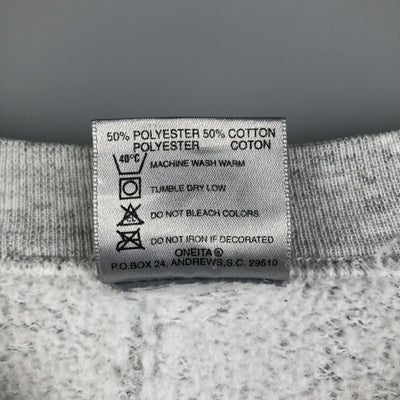 50% POLYESTER 50% COTTON
POLYESTER COTON
40°C MACHINE WASH WARM
TUMBLE DRY LOW
DO NOT BLEACH COLORS
DO NOT IRON IF DECORATED
ONEITA ®
P.O.BOX 24, ANDREWS,S.C. 29510